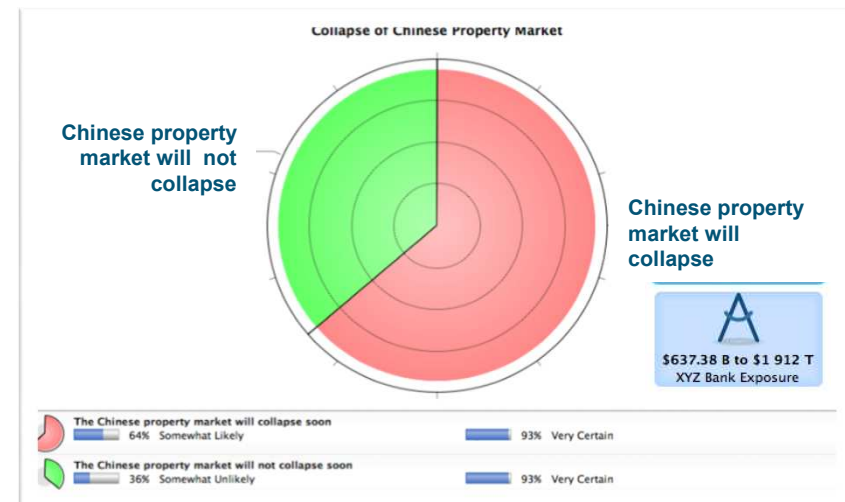 Collapse of Chinese Property Market
Chinese property
market will not
collapse
Chinese property
market will
collapse
$637.38 B to $1 912 T
XYZ Bank Exposure
The Chinese property market will collapse soon
64% Somewhat Likely 93% Very Certain
The Chinese property market will not collapse soon
36% Somewhat Unlikely 93% Very Certain